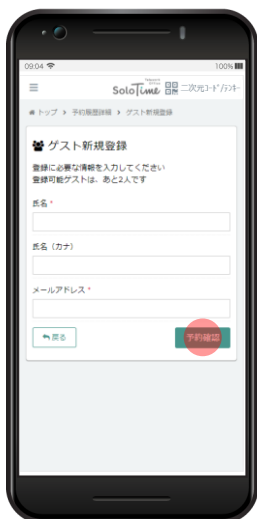 09:04 100%
SoloTime 二次元ｺｰﾄﾞ/ﾃﾝｷｰ
トップ > 予約履歴詳細 > ゲスト新規登録
ゲスト新規登録
登録に必要な情報を入力してください
登録可能ゲストは、あと2人です
氏名 *
氏名（カナ）
メールアドレス *
戻る 予約確認